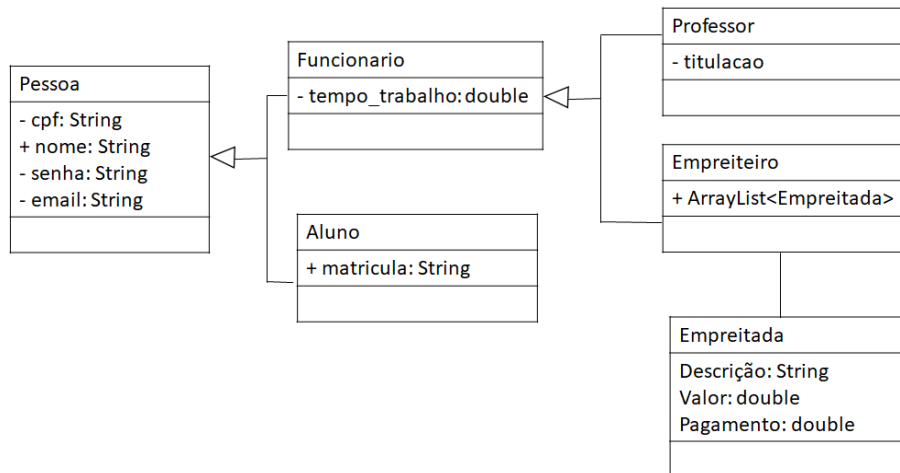 Pessoa
- cpf: String
+ nome: String
- senha: String
- email: String
Funcionario
- tempo_trabalho: double
Aluno
+ matricula: String
Professor
- titulacao
Empreiteiro
+ ArrayList<Empreitada>
Empreitada
Descrição: String
Valor: double
Pagamento: double